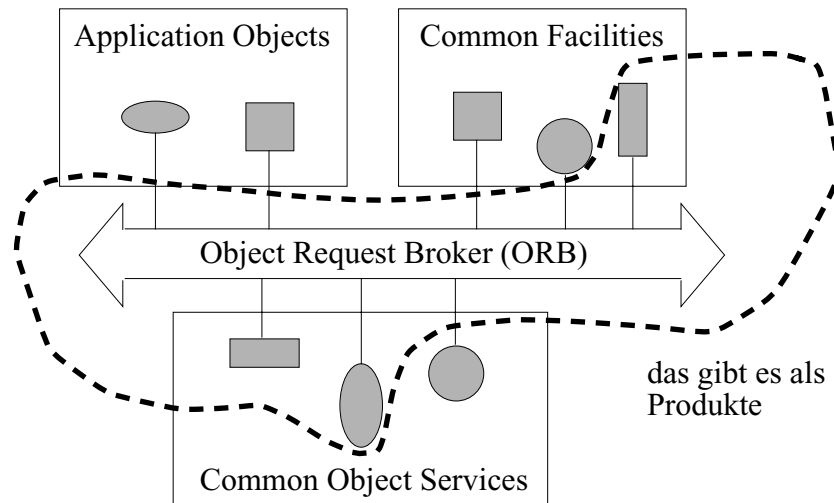 Application Objects
Common Facilities
Object Request Broker (ORB)
das gibt es als
Produkte
Common Object Services